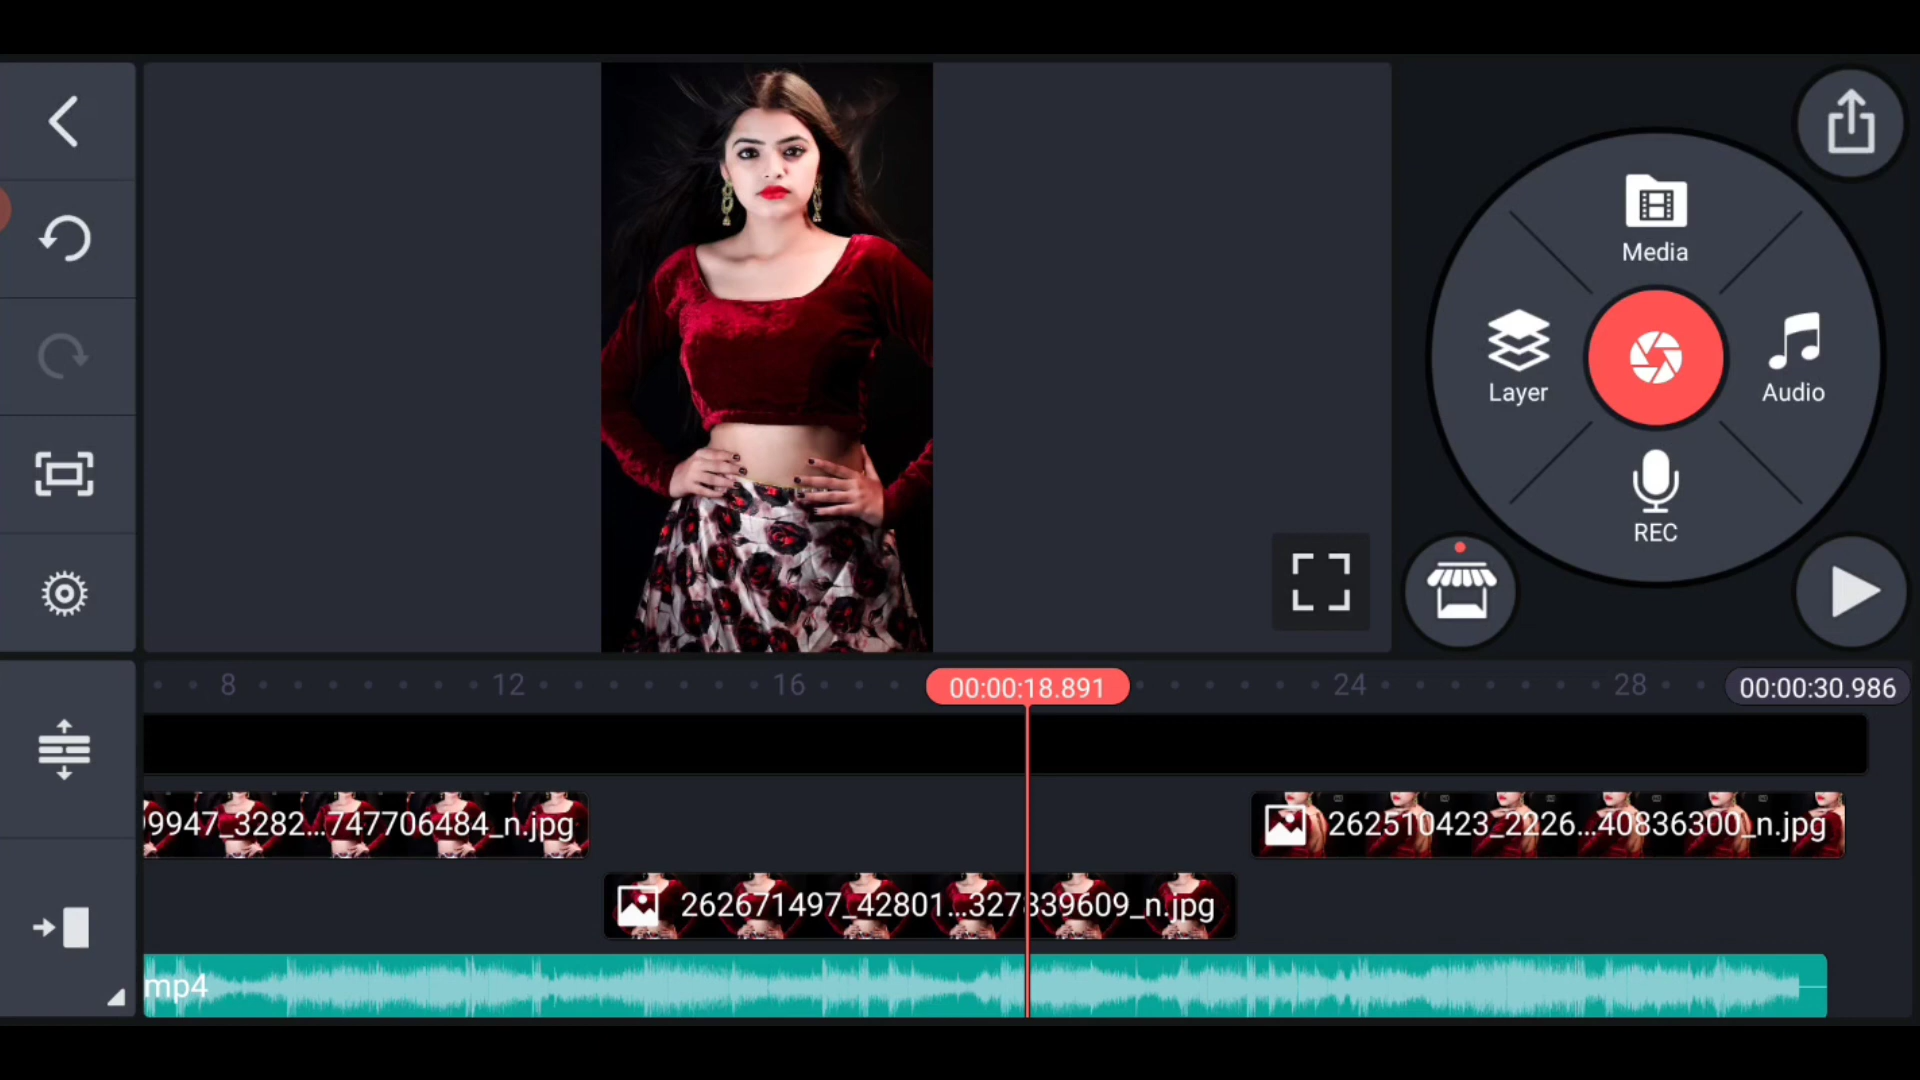 Media
Layer
Audio
REC
8
12
16
00:00:18.891
24
28
00:00:30.986
9947_3282...747706484_n.jpg
262510423_2226...40836300_n.jpg
262671497_42801...327839609_n.jpg
mp4